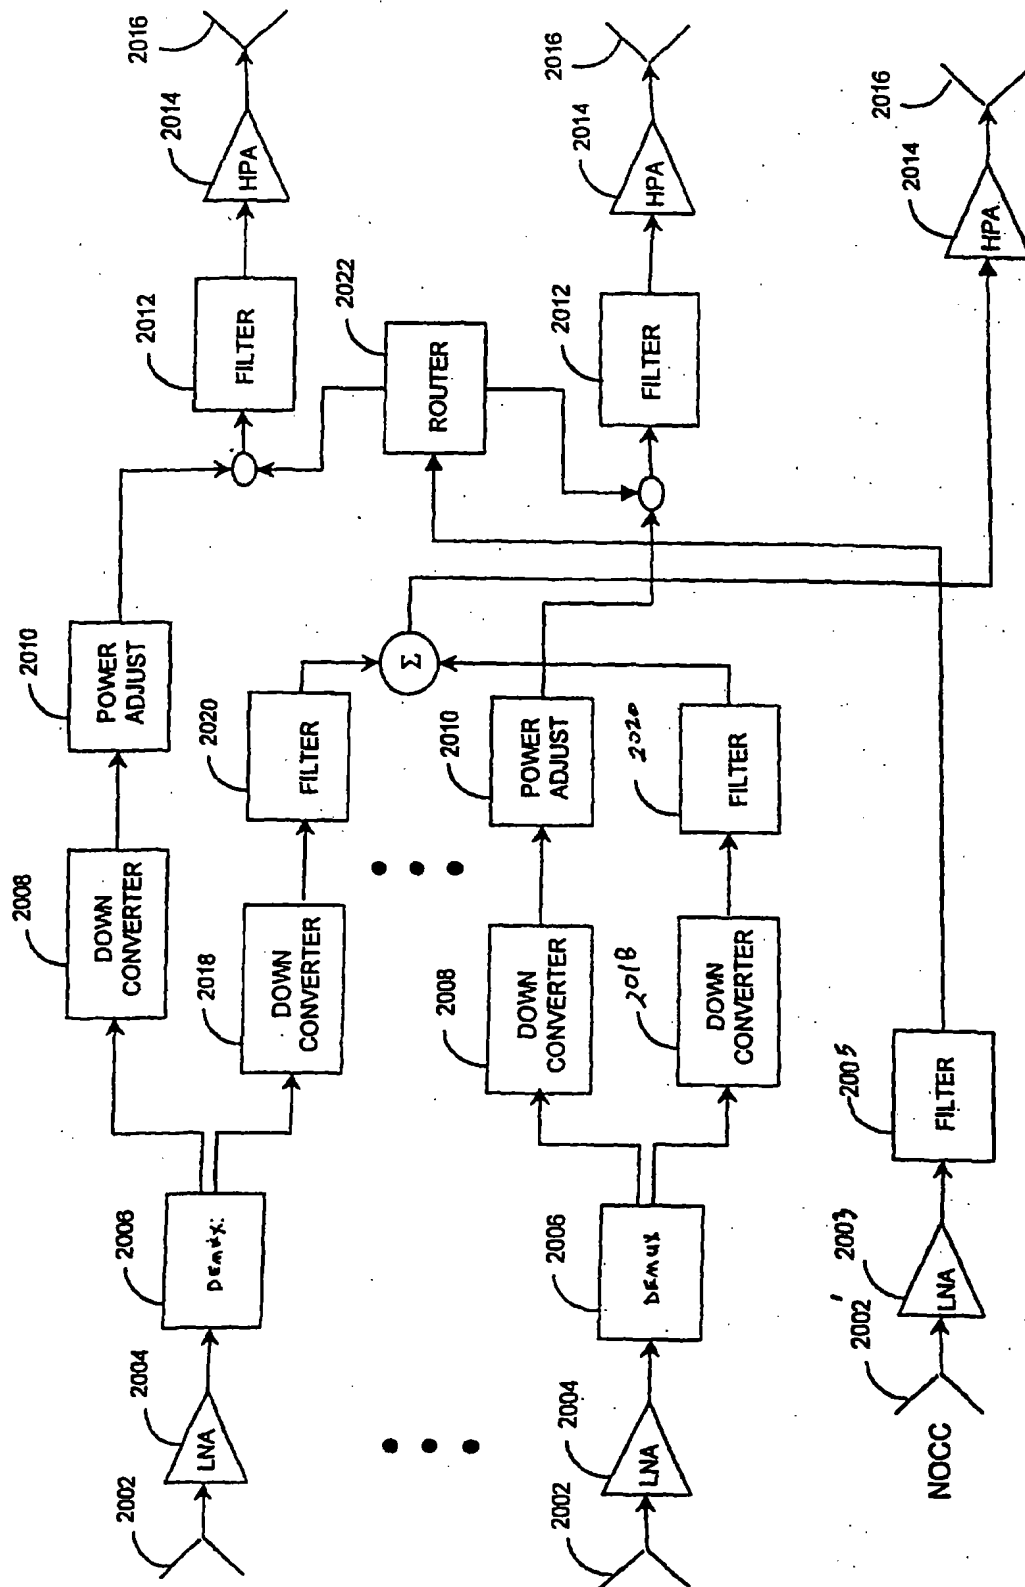 2002
LNA
2004
DEMUX
2006
DOWN
CONVERTER
2008
POWER
ADJUST
2010
FILTER
2012
HPA
2014
2016
DOWN
CONVERTER
2018
FILTER
2020
Σ
ROUTER
2022
2002
LNA
2004
DEMUX
2006
DOWN
CONVERTER
2008
POWER
ADJUST
2010
FILTER
2012
HPA
2014
2016
DOWN
CONVERTER
2018
FILTER
2020
NOCC
2002'
LNA
2003
FILTER
2005
HPA
2014
2016